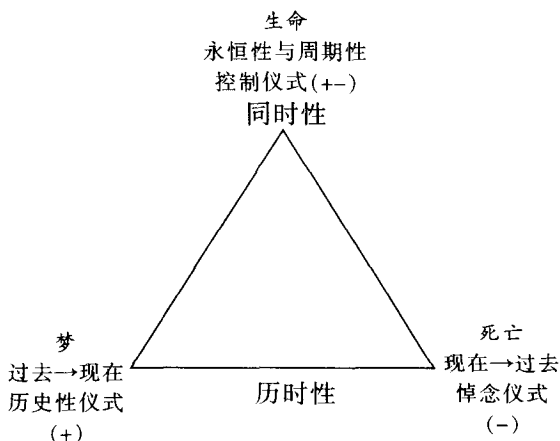 生命
永恒性与周期性
控制仪式(+-)
同时性
梦
过去→现在
历史性仪式
(+)
历时性
死亡
现在→过去
悼念仪式
(-)